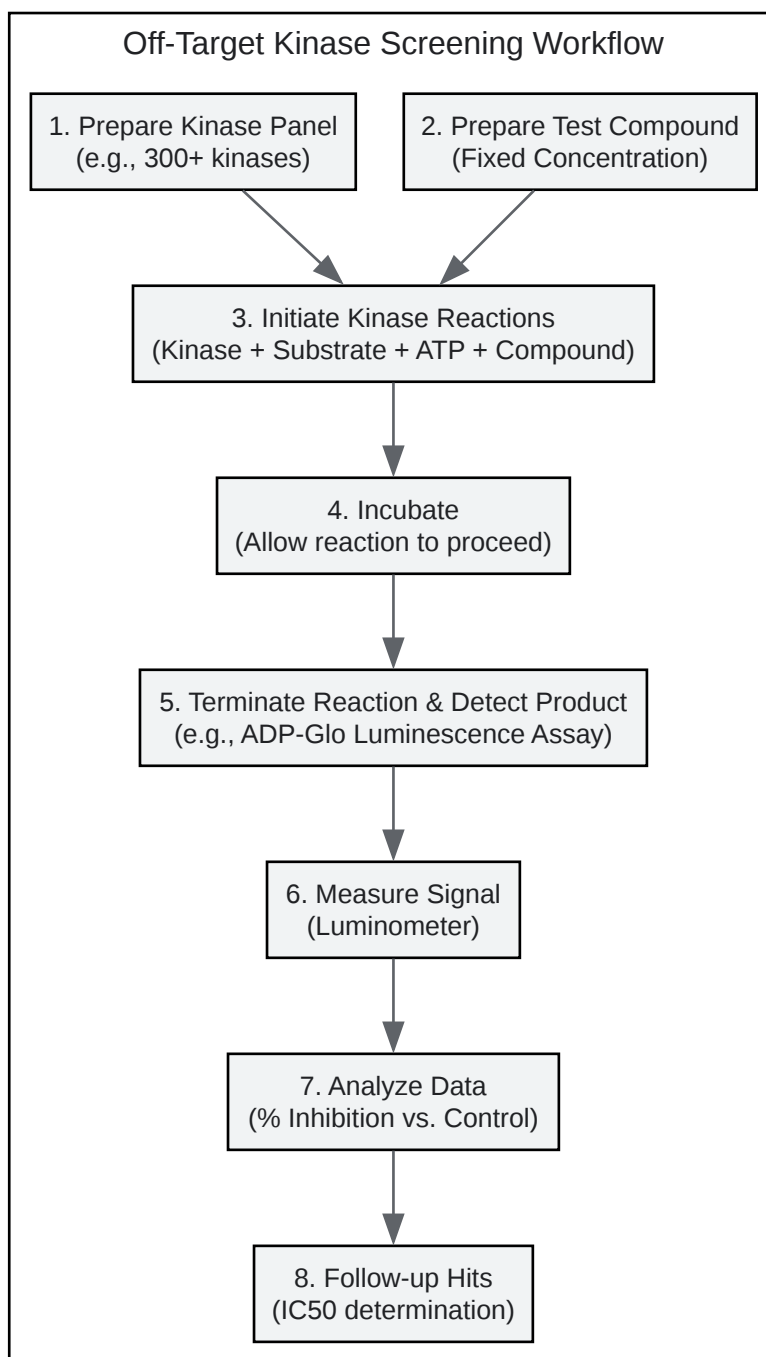 Off-Target Kinase Screening Workflow
1. Prepare Kinase Panel
(e.g., 300+ kinases)
2. Prepare Test Compound
(Fixed Concentration)
3. Initiate Kinase Reactions
(Kinase + Substrate + ATP + Compound)
4. Incubate
(Allow reaction to proceed)
5. Terminate Reaction & Detect Product
(e.g., ADP-Glo Luminescence Assay)
6. Measure Signal
(Luminometer)
7. Analyze Data
(% Inhibition vs. Control)
8. Follow-up Hits
(IC50 determination)